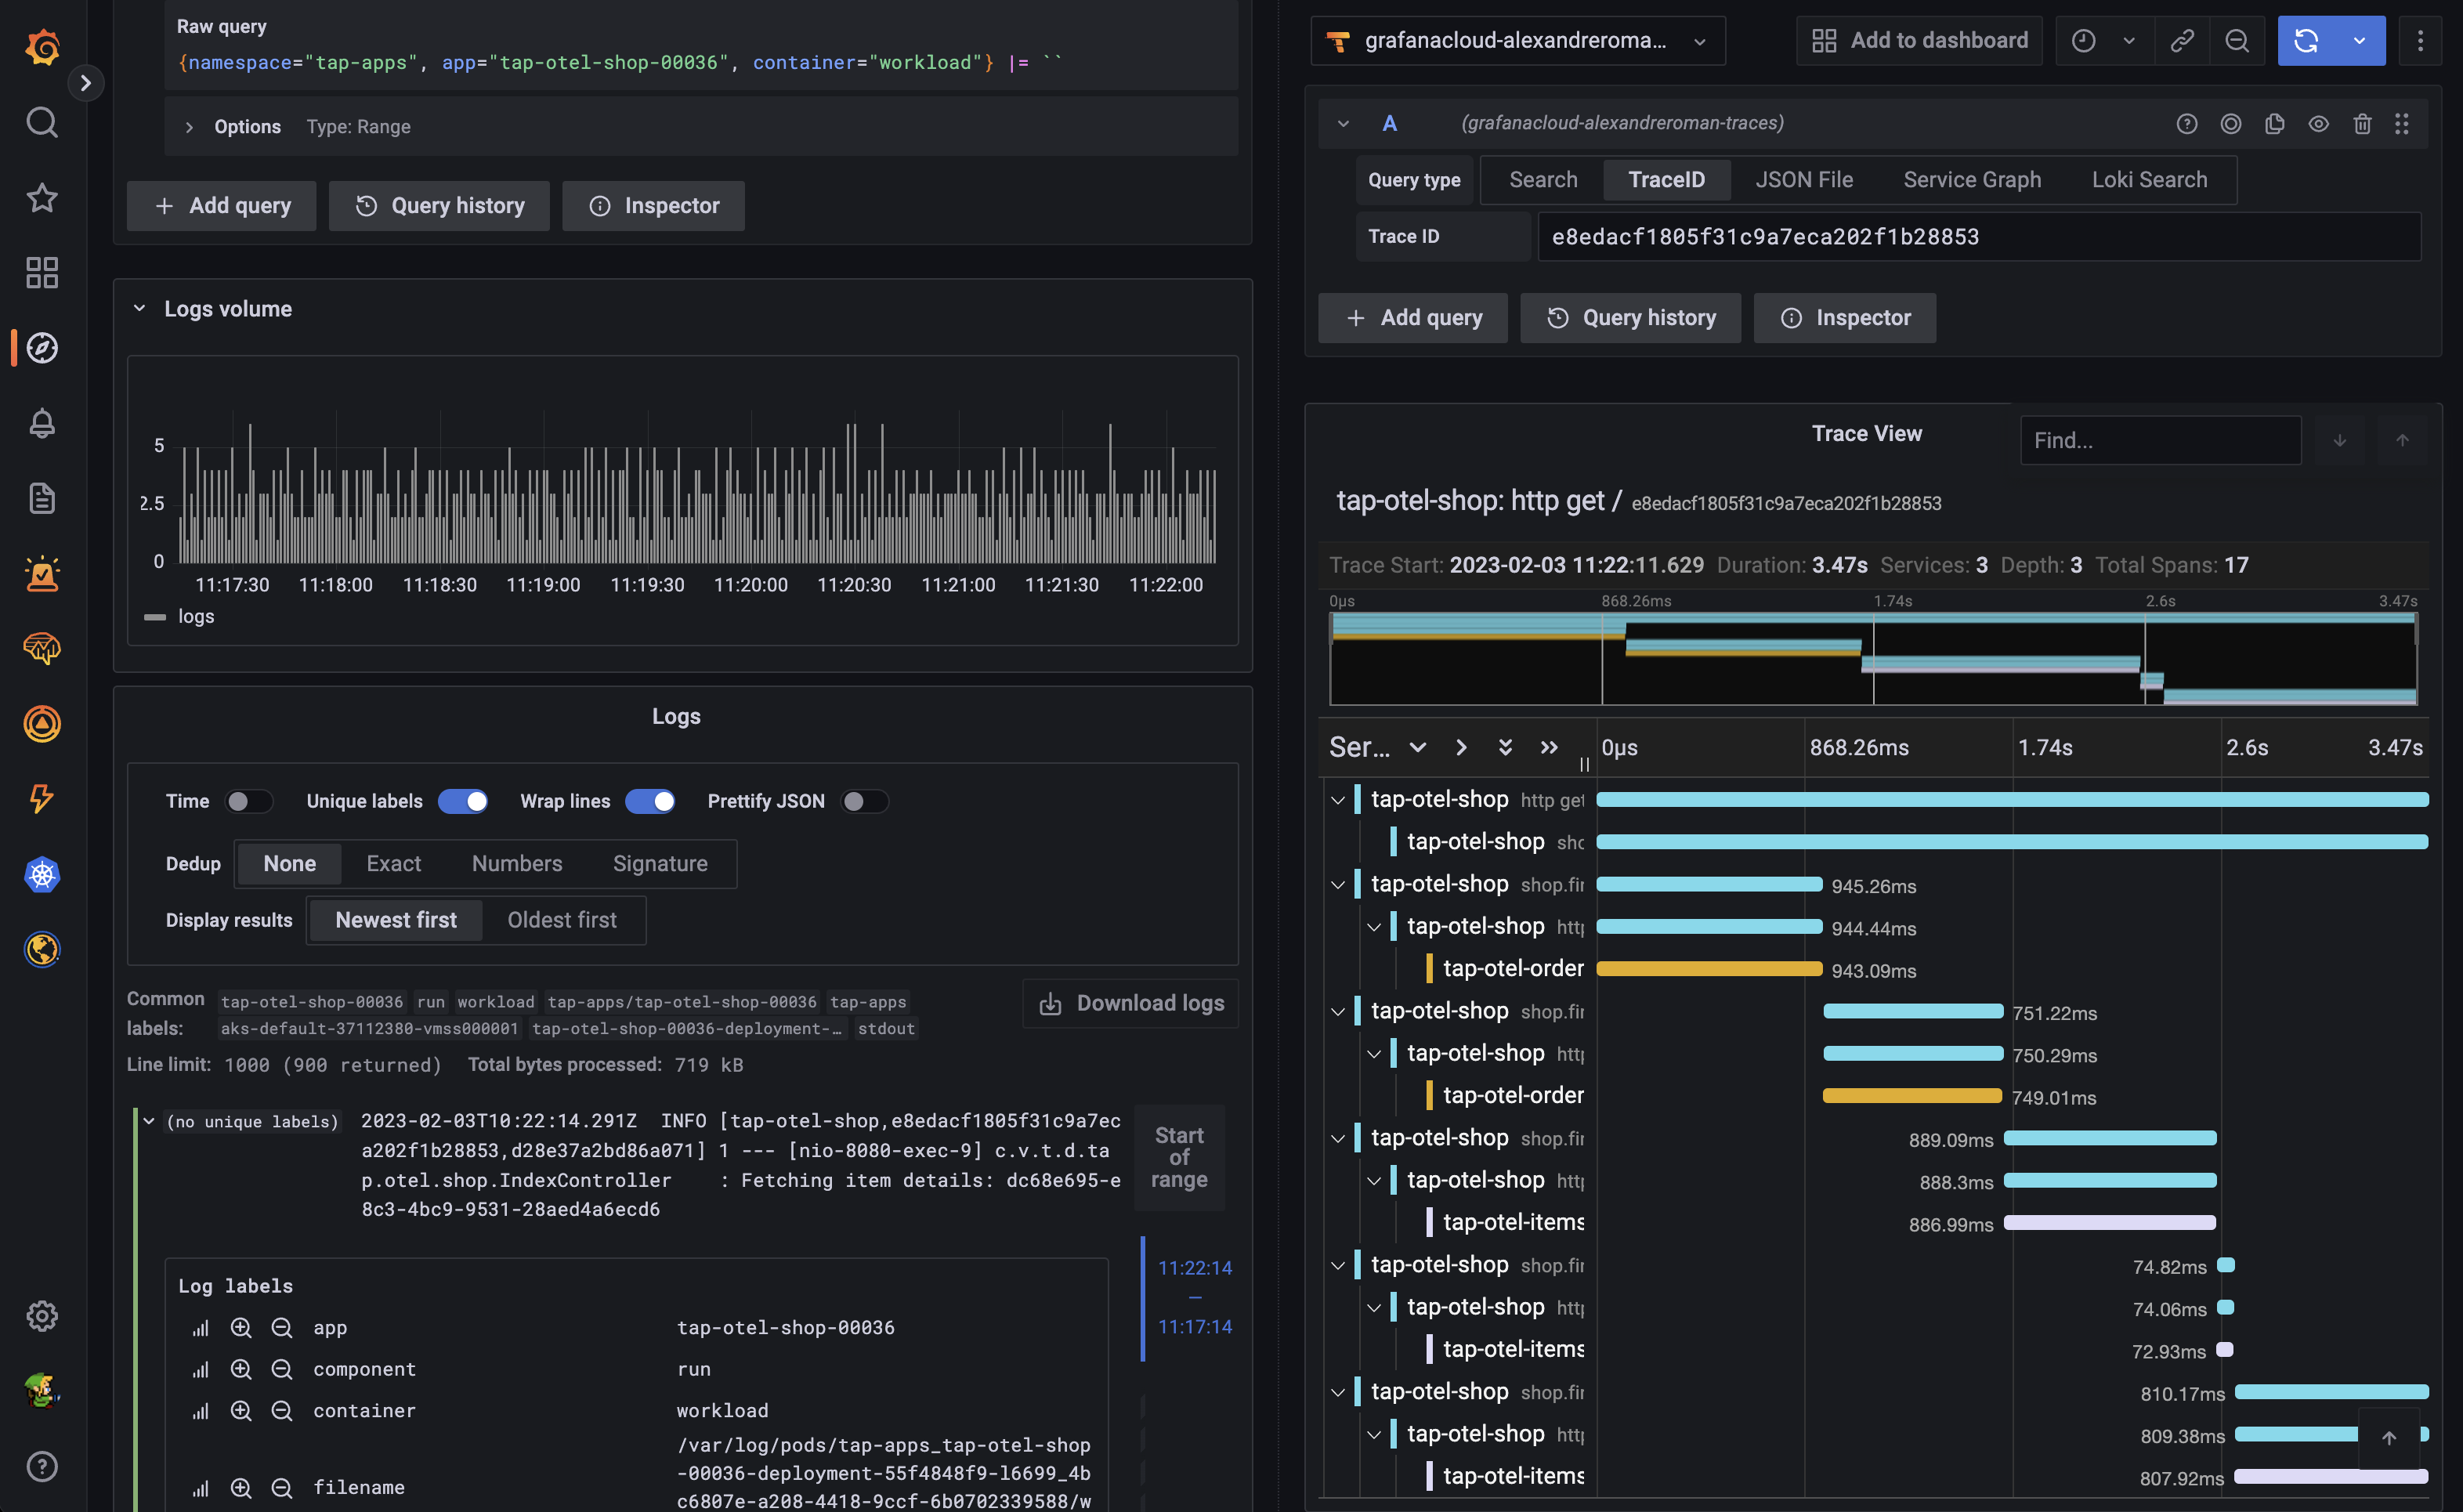 Raw query
{namespace="tap-apps", app="tap-otel-shop-00036", container="workload"} |= ``
Options Type: Range
+ Add query Query history Inspector
Logs volume
5
2.5
0
11:17:30 11:18:00 11:18:30 11:19:00 11:19:30 11:20:00 11:20:30 11:21:00 11:21:30 11:22:00
logs
Logs
Time Unique labels Wrap lines Prettify JSON
Dedup None Exact Numbers Signature
Display results Newest first Oldest first
Common labels: tap-otel-shop-00036 run workload tap-apps/tap-otel-shop-00036 tap-apps
aks-default-37112380-vmss000001 tap-otel-shop-00036-deployment-… stdout
Download logs
Line limit: 1000 (900 returned) Total bytes processed: 719 kB
(no unique labels) 2023-02-03T10:22:14.291Z INFO [tap-otel-shop,e8edacf1805f31c9a7ec
a202f1b28853,d28e37a2bd86a071] 1 --- [nio-8080-exec-9] c.v.t.d.ta
p.otel.shop.IndexController : Fetching item details: dc68e695-e
8c3-4bc9-9531-28aed4a6ecd6
Start
of
range
11:22:14
—
11:17:14
Log labels
app tap-otel-shop-00036
component run
container workload
filename /var/log/pods/tap-apps_tap-otel-shop
-00036-deployment-55f4848f9-l6699_4b
c6807e-a208-4418-9ccf-6b0702339588/w
grafanacloud-alexandreroma...
Add to dashboard
A (grafanacloud-alexandreroman-traces)
Query type Search TraceID JSON File Service Graph Loki Search
Trace ID e8edacf1805f31c9a7eca202f1b28853
+ Add query Query history Inspector
Trace View
Find...
tap-otel-shop: http get / e8edacf1805f31c9a7eca202f1b28853
Trace Start: 2023-02-03 11:22:11.629 Duration: 3.47s Services: 3 Depth: 3 Total Spans: 17
0μs 868.26ms 1.74s 2.6s 3.47s
Ser... 0μs 868.26ms 1.74s 2.6s 3.47s
tap-otel-shop http get
tap-otel-shop sho
tap-otel-shop shop.fir 945.26ms
tap-otel-shop http 944.44ms
tap-otel-order 943.09ms
tap-otel-shop shop.fir 751.22ms
tap-otel-shop http 750.29ms
tap-otel-order 749.01ms
tap-otel-shop shop.fir 889.09ms
tap-otel-shop http 888.3ms
tap-otel-items 886.99ms
tap-otel-shop shop.fir 74.82ms
tap-otel-shop http 74.06ms
tap-otel-items 72.93ms
tap-otel-shop shop.fir 810.17ms
tap-otel-shop http 809.38ms
tap-otel-items 807.92ms